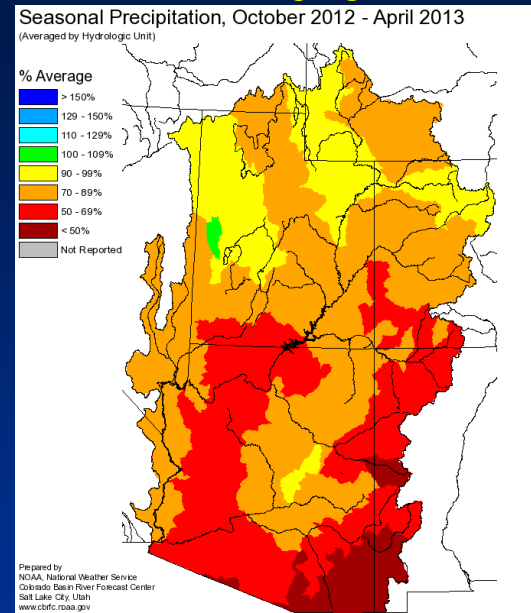 Seasonal Precipitation, October 2012 - April 2013
(Averaged by Hydrologic Unit)
% Average
> 150%
129 - 150%
110 - 129%
100 - 109%
90 - 99%
70 - 89%
50 - 69%
< 50%
Not Reported
Prepared by
NOAA, National Weather Service
Colorado Basin River Forecast Center
Salt Lake City, Utah
www.cbrfc.noaa.gov